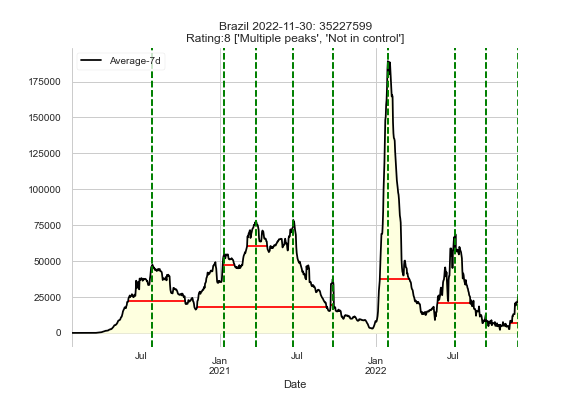 Brazil 2022-11-30: 35227599
Rating:8 ['Multiple peaks', 'Not in control']
Average-7d
175000
150000
125000
100000
75000
50000
25000
0
Jul
Jan
2021
Jul
Jan
2022
Jul
Date